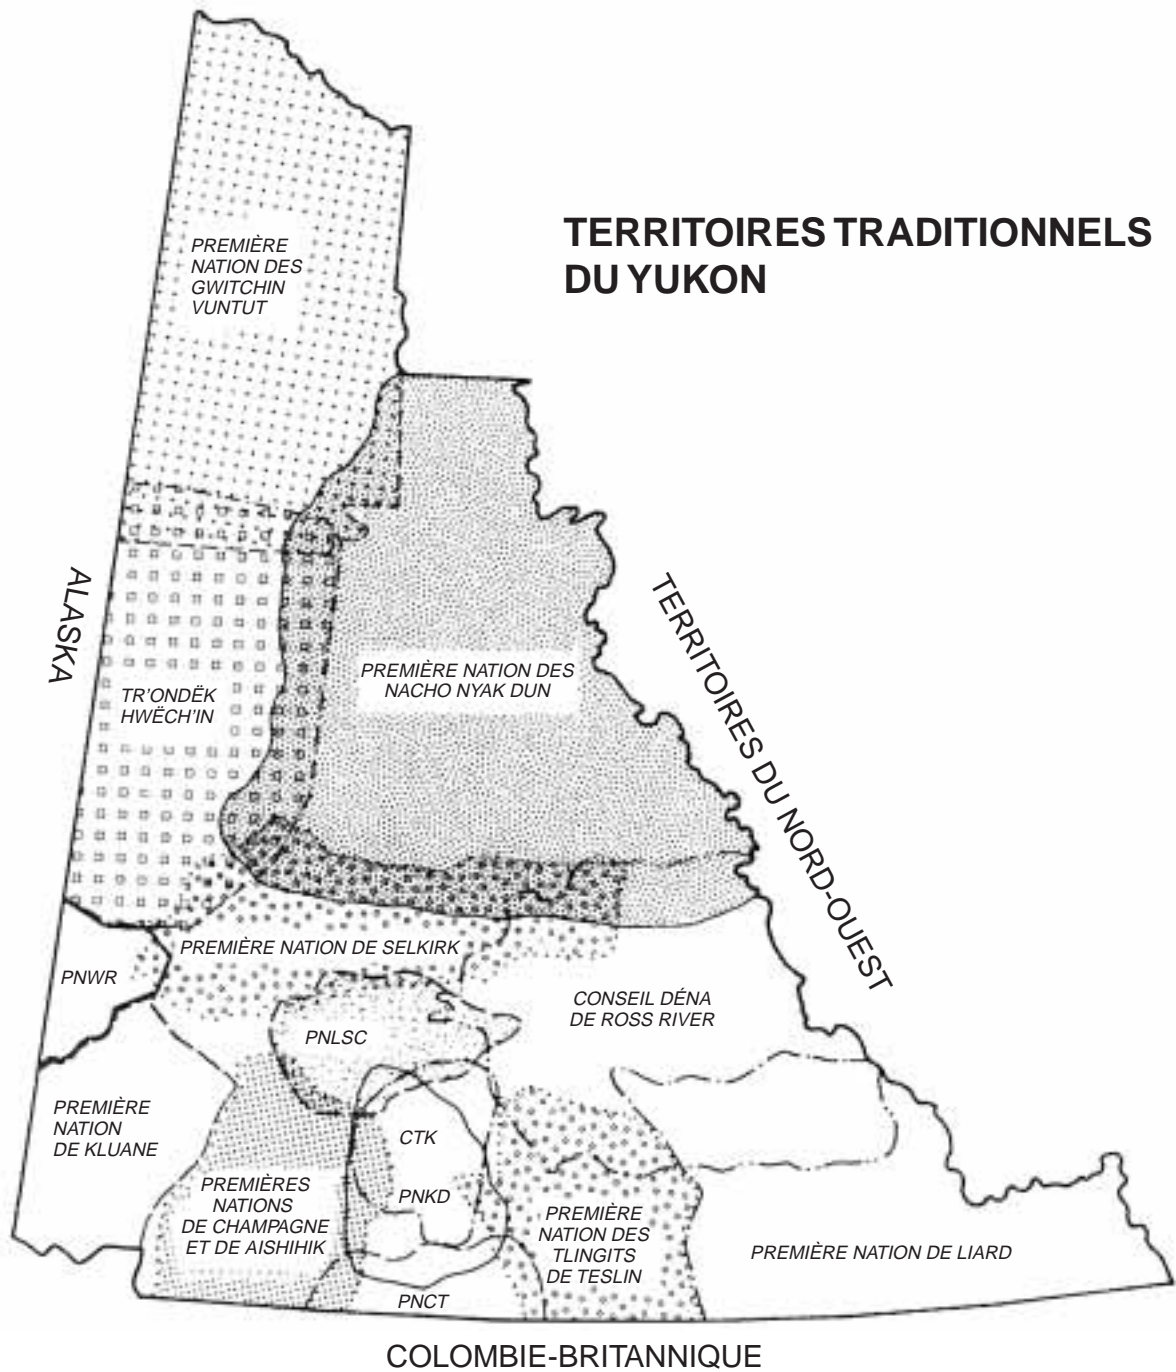 TERRITOIRES TRADITIONNELS
DU YUKON
PREMIÈRE
NATION DES
GWITCHIN
VUNTUT
ALASKA
TERRITOIRES DU NORD-OUEST
PREMIÈRE NATION DES
NACHO NYAK DUN
TR'ONDËK
HWËCH'IN
PREMIÈRE NATION DE SELKIRK
PNWR
CONSEIL DÉNA
DE ROSS RIVER
PNLSC
PREMIÈRE
NATION
DE KLUANE
CTK
PNKD
PREMIÈRES
NATIONS
DE CHAMPAGNE
ET DE AISHIHIK
PREMIÈRE
NATION DES
TLINGITS
DE TESLIN
PREMIÈRE NATION DE LIARD
PNCT
COLOMBIE-BRITANNIQUE